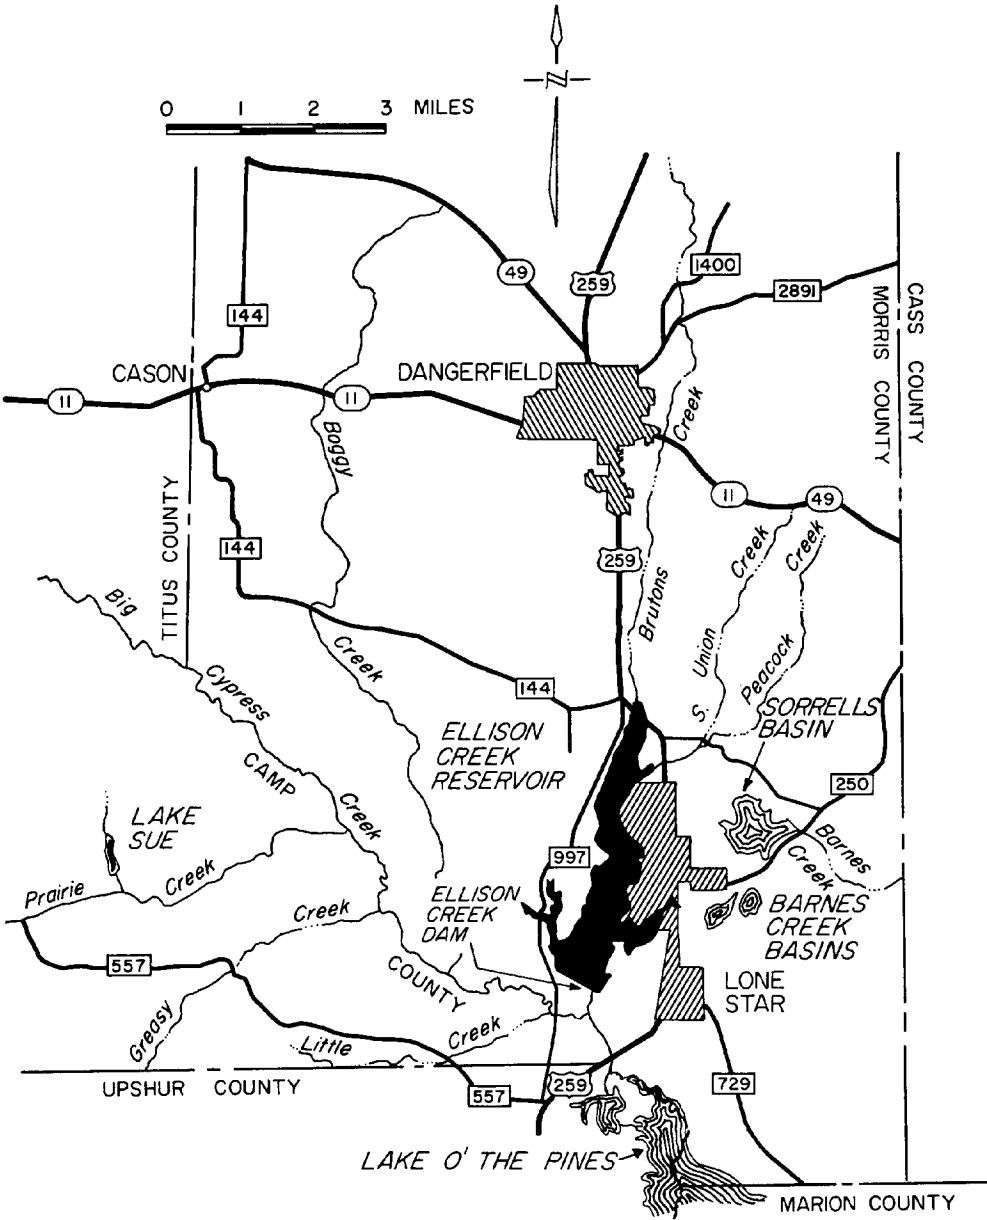 N
0 1 2 3 MILES
49
259
1400
2891
144
CASS COUNTY
MORRIS COUNTY
CASON
DANGERFIELD
11
11
Creek
Boggy
11
49
TITUS COUNTY
144
259
Creek
Creek
Brutons
Big
Union
Peacock
Creek
Cypress
144
S.
SORRELLS
BASIN
ELLISON
CREEK
RESERVOIR
CAMP
250
LAKE
SUE
Creek
Barnes
Creek
997
Prairie
Creek
ELLISON
CREEK
DAM
Creek
BARNES
CREEK
BASINS
557
COUNTY
LONE
STAR
Greasy
Little
Creek
UPSHUR COUNTY
557
259
729
LAKE O' THE PINES
MARION COUNTY